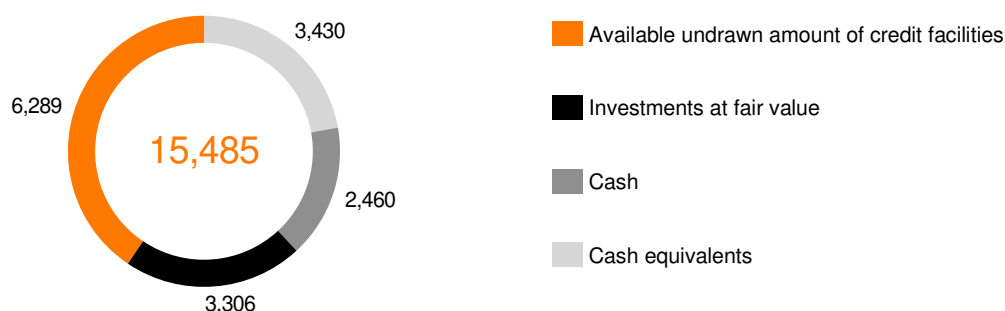 3,430
6,289
15,485
2,460
3,306
Available undrawn amount of credit facilities
Investments at fair value
Cash
Cash equivalents